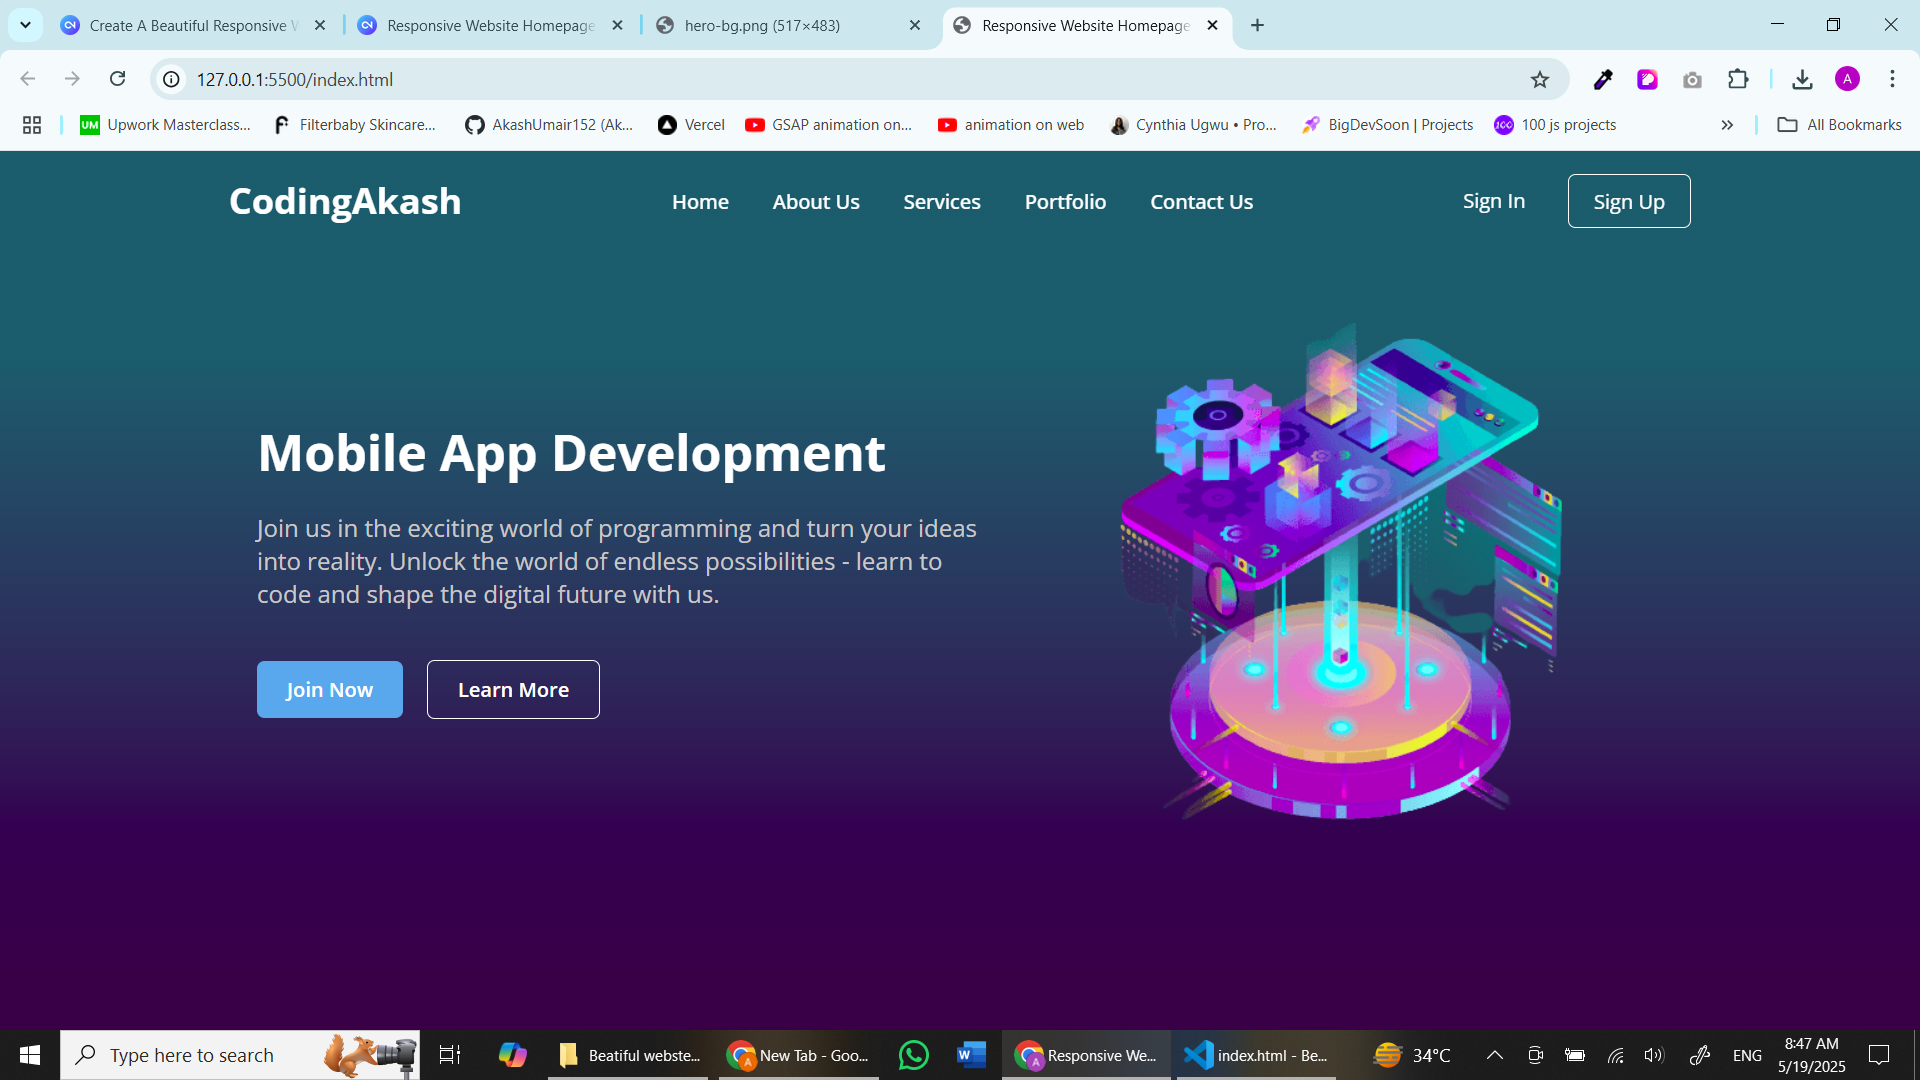 Create A Beautiful Responsive W
Responsive Website Homepage
hero-bg.png (517×483)
Responsive Website Homepage
127.0.0.1:5500/index.html
A
UM Upwork Masterclass...
Filterbaby Skincare...
AkashUmair152 (Ak...
Vercel
GSAP animation on...
animation on web
Cynthia Ugwu • Pro...
BigDevSoon | Projects
100 100 js projects
All Bookmarks
CodingAkash
Home
About Us
Services
Portfolio
Contact Us
Sign In
Sign Up
Mobile App Development
Join us in the exciting world of programming and turn your ideas
into reality. Unlock the world of endless possibilities - learn to
code and shape the digital future with us.
Join Now
Learn More
Type here to search
Beatiful webste...
A New Tab - Goo...
W
A Responsive We...
index.html - Be...
34°C
ENG
8:47 AM
5/19/2025